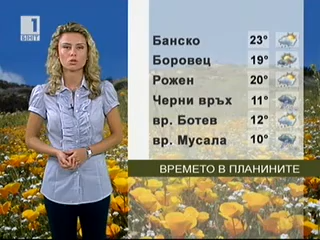 1
БНТ
Банско 23°
Боровец 19°
Рожен 20°
Черни връх 11°
вр. Ботев 12°
вр. Мусала 10°
ВРЕМЕТО В ПЛАНИНИТЕ